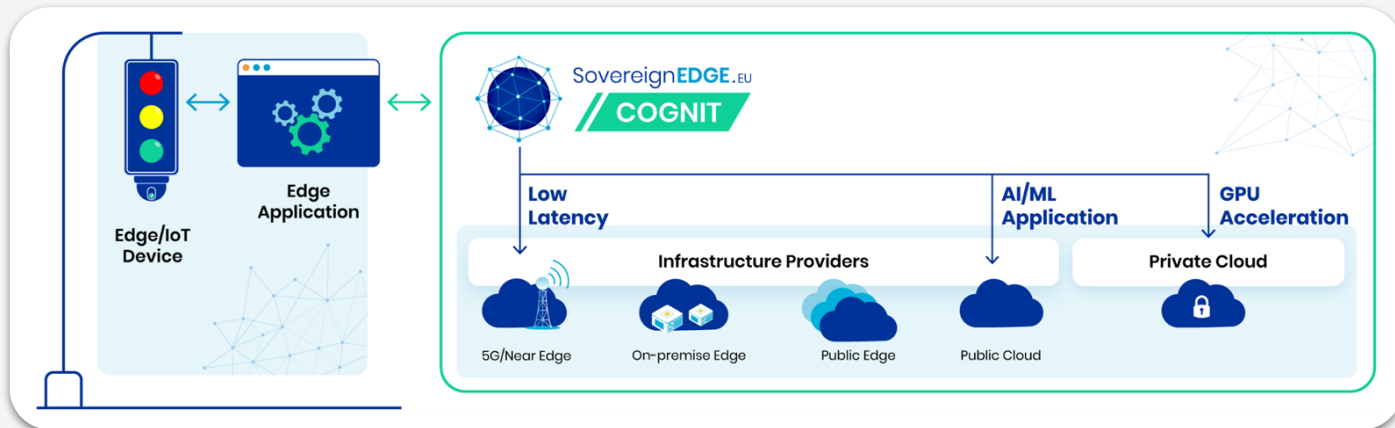 SovereignEDGE.EU
COGNIT
Edge
Application
Edge/IoT
Device
Low
Latency
AI/ML
Application
GPU
Acceleration
Infrastructure Providers
Private Cloud
5G/Near Edge
On-premise Edge
Public Edge
Public Cloud